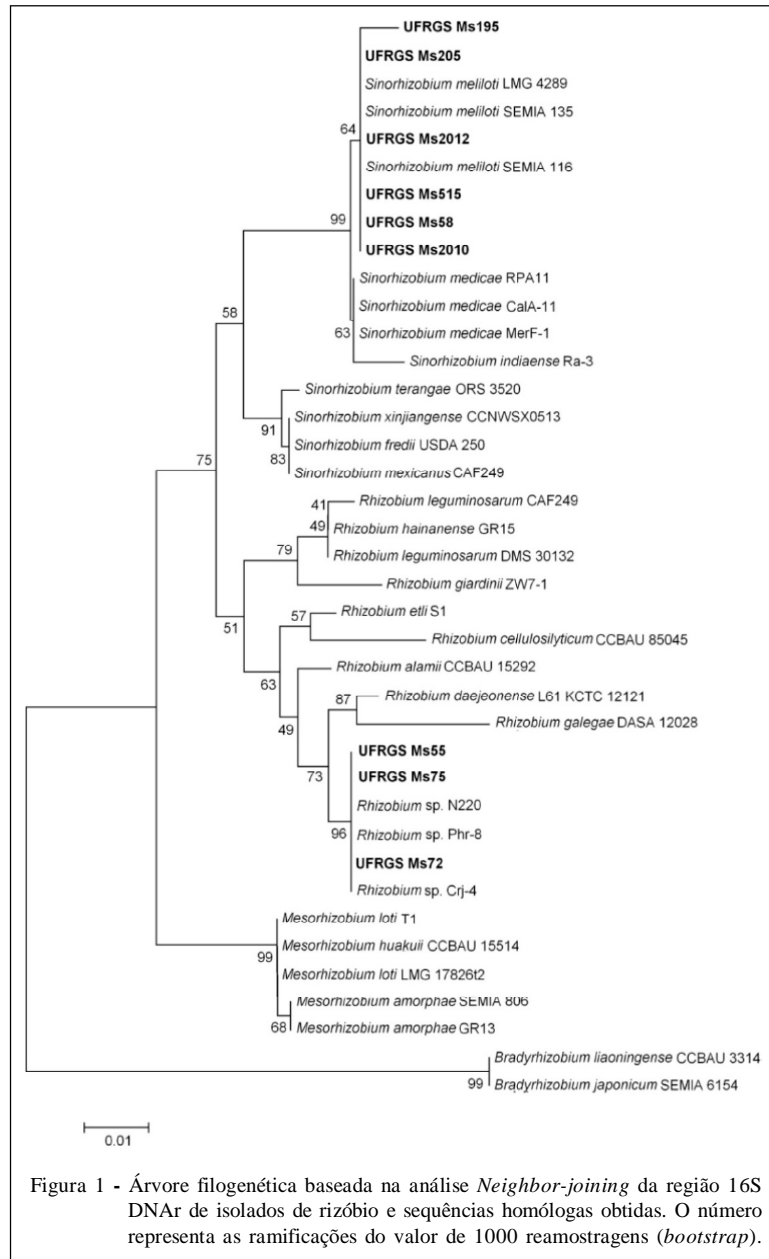 UFRGS Ms195
UFRGS Ms205
Sinorhizobium meliloti LMG 4289
Sinorhizobium meliloti SEMIA 135
64
UFRGS Ms2012
Sinorhizobium meliloti SEMIA 116
UFRGS Ms515
99
UFRGS Ms58
UFRGS Ms2010
Sinorhizobium medicae RPA11
Sinorhizobium medicae CalA-11
58
63
Sinorhizobium medicae MerF-1
Sinorhizobium indiaense Ra-3
Sinorhizobium terangae ORS 3520
Sinorhizobium xinjiangense CCNWSX0513
91
Sinorhizobium fredii USDA 250
83
Sinorhizobium mexicanus CAF249
75
41
Rhizobium leguminosarum CAF249
49
Rhizobium hainanense GR15
79
Rhizobium leguminosarum DMS 30132
Rhizobium giardinii ZW7-1
51
57
Rhizobium etli S1
Rhizobium cellulosilyticum CCBAU 85045
63
Rhizobium alamii CCBAU 15292
87
Rhizobium daejeonense L61 KCTC 12121
49
Rhizobium galegae DASA 12028
UFRGS Ms55
73
UFRGS Ms75
Rhizobium sp. N220
96
Rhizobium sp. Phr-8
UFRGS Ms72
Rhizobium sp. Crj-4
Mesorhizobium loti T1
Mesorhizobium huakuii CCBAU 15514
99
Mesorhizobium loti LMG 17826t2
Mesorhizobium amorphae SEMIA 806
68
Mesorhizobium amorphae GR13
Bradyrhizobium liaoningense CCBAU 3314
99
Bradyrhizobium japonicum SEMIA 6154
0.01
Figura 1 - Árvore filogenética baseada na análise Neighbor-joining da região 16S
DNAr de isolados de rizóbio e sequências homólogas obtidas. O número
representa as ramificações do valor de 1000 reamostragens (bootstrap).